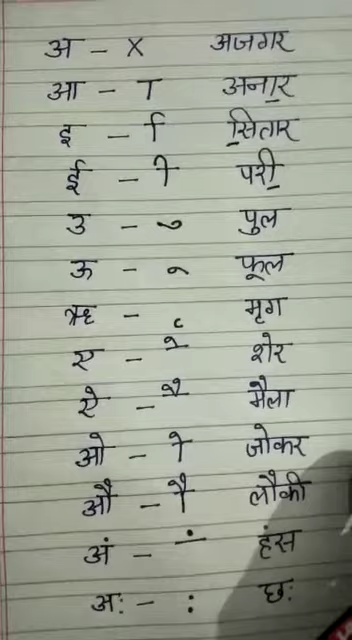 अ - x अजगर
आ - ा अनार
इ - ि सितार
ई - ी परी
उ - ु पुल
ऊ - ू फूल
ऋ - ृ मृग
ए - े शेर
ऐ - ै मैला
ओ - ो जोकर
औ - ौ लौकी
अं - ं हंस
अः - : छः